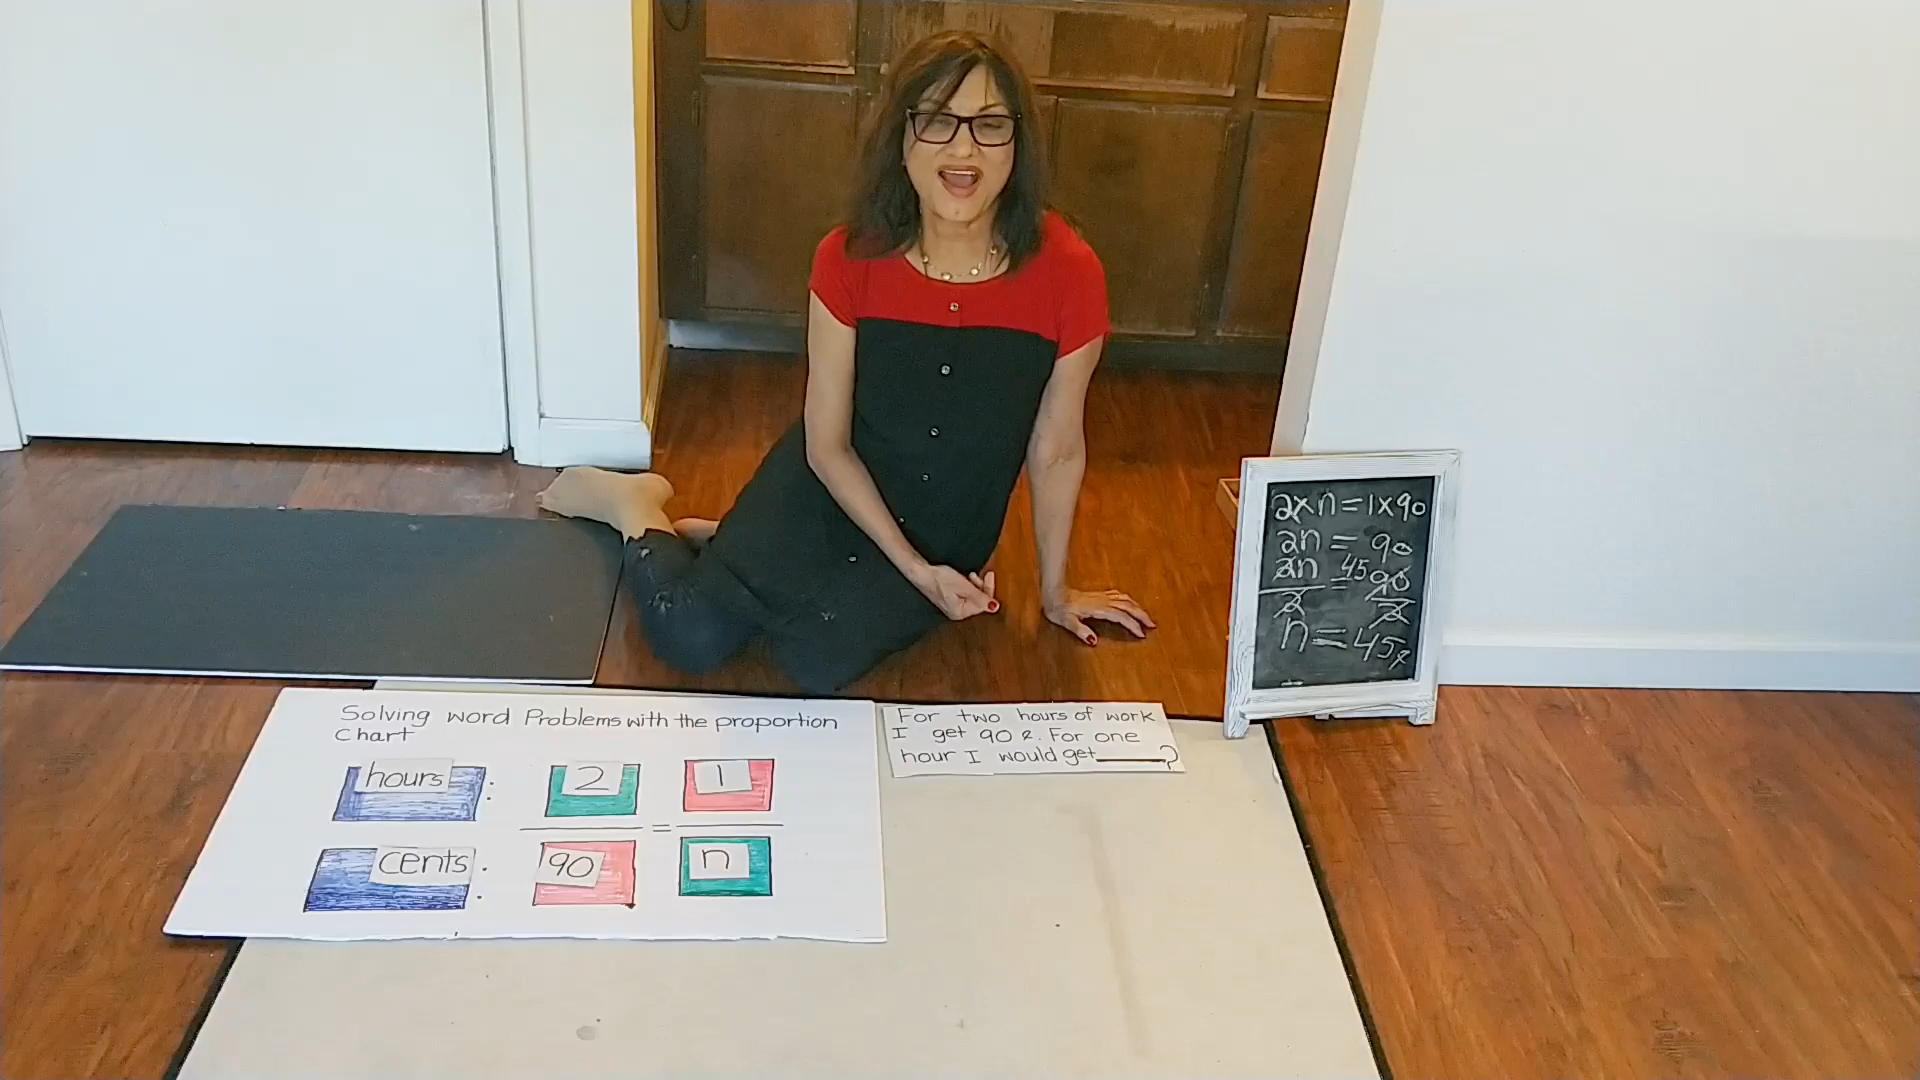 Solving word Problems with the proportion
Chart
hours : 2 1
=
cents : 90 n
For two hours of work
I get 90 ¢. For one
hour I would get______?
2xn=1x90
2n = 90
2n = 45 90
2 2
n=45¢